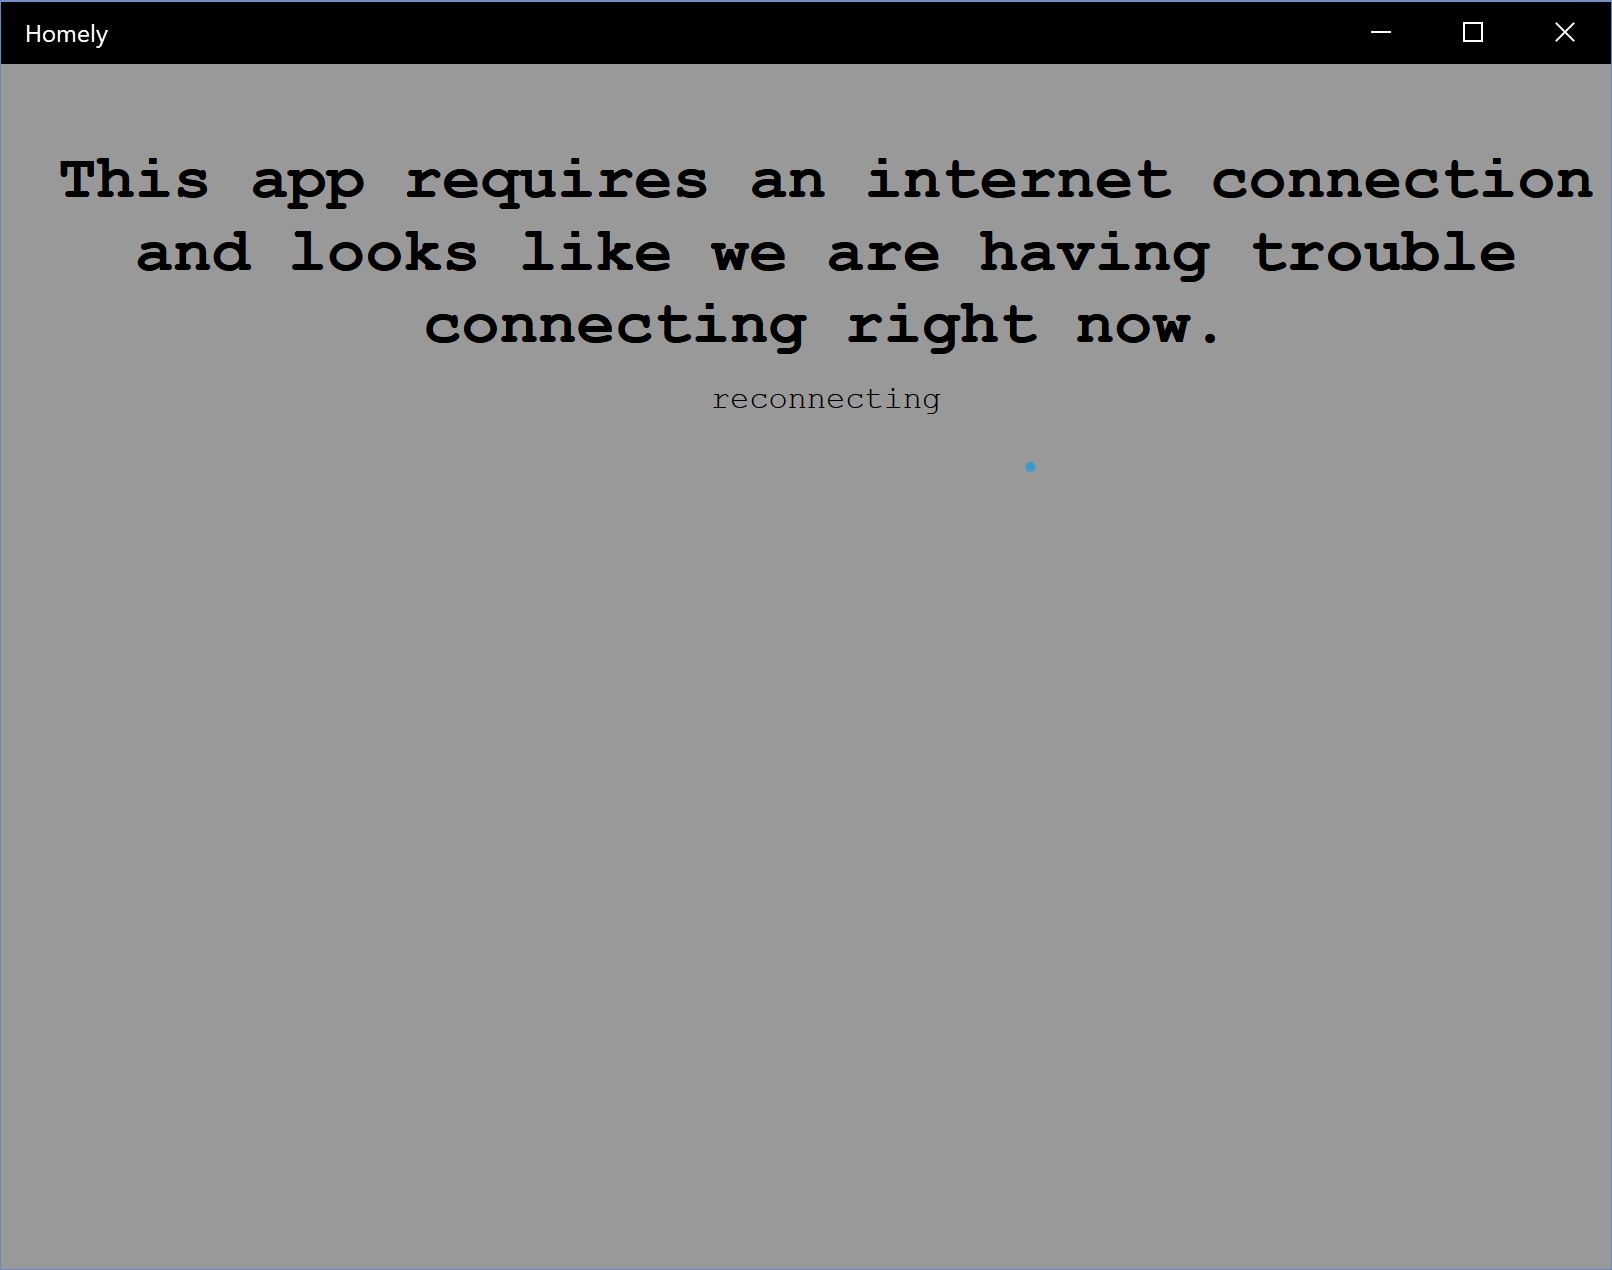 Homely
This app requires an internet connection
and looks like we are having trouble
connecting right now.
reconnecting